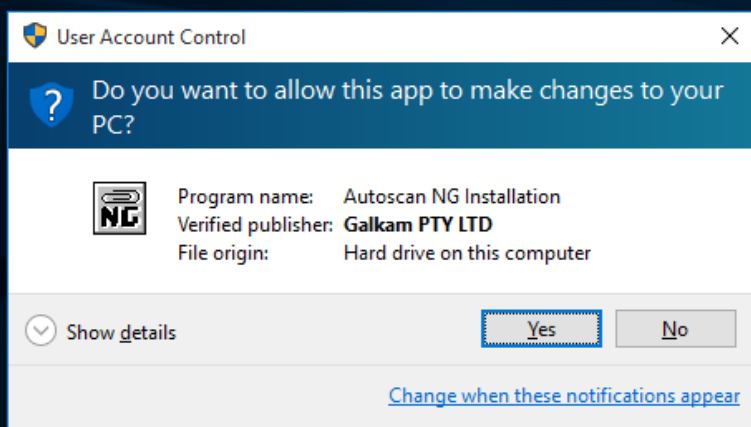 User Account Control
Do you want to allow this app to make changes to your
PC?
NG
Program name: Autoscan NG Installation
Verified publisher: Galkam PTY LTD
File origin: Hard drive on this computer
Show details
Yes
No
Change when these notifications appear